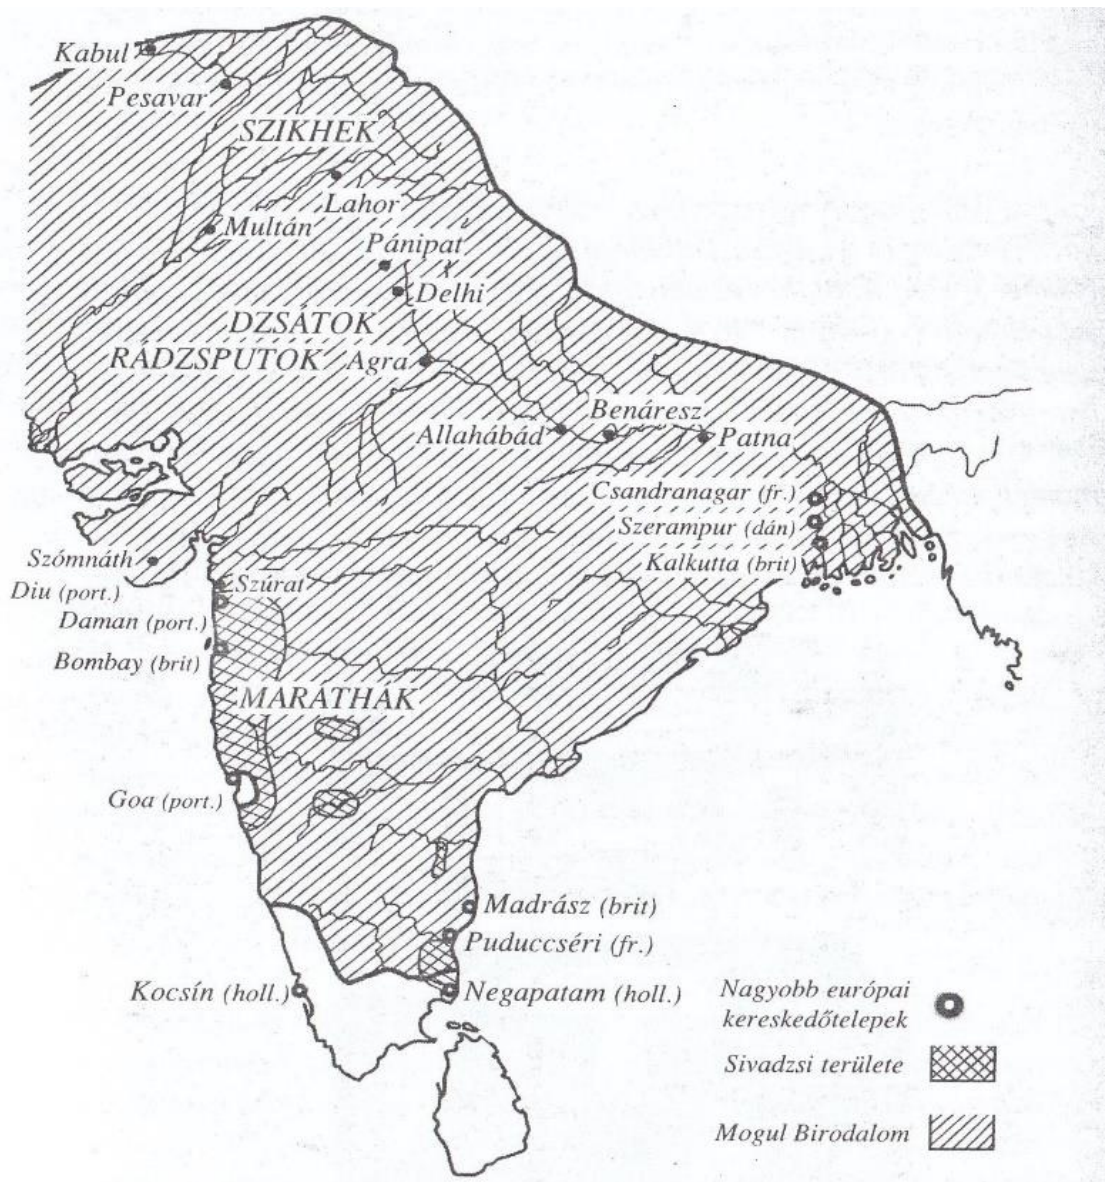 Kabul
Pesavar
SZIKHEK
Lahor
Multán
Pánipat
Delhi
DZSÁTOK
RADZSPUTOK
Agra
Benáresz
Allahábád
Patna
Csandranagar (fr.)
Szerampur (dán)
Kalkutta (brit)
Szómnáth
Szúrat
Diu (port.)
Daman (port.)
Bombay (brit)
MARATHÁK
Goa (port.)
Madrász (brit)
Puduccséri (fr.)
Kocsín (holl.)
Negapatam (holl.)
Nagyobb európai
kereskedőtelepek
Sivadzsi területe
Mogul Birodalom